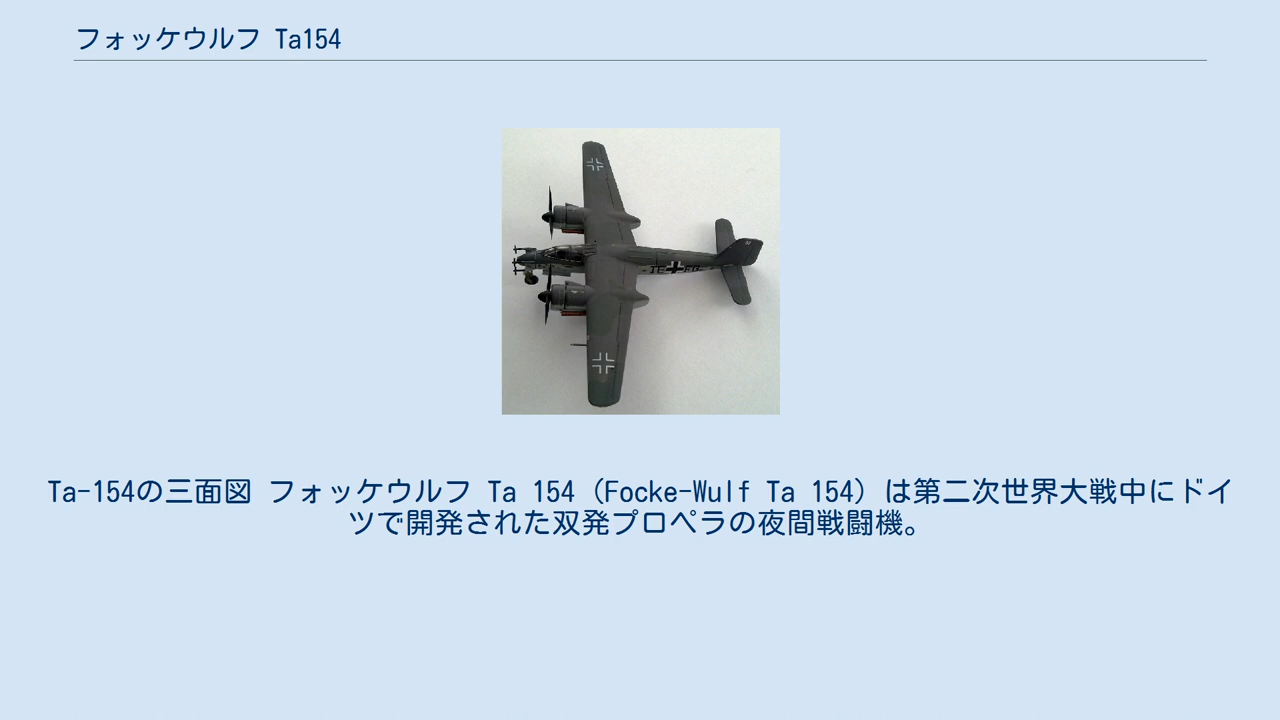 フォッケウルフ Ta154
Ta-154の三面図 フォッケウルフ Ta 154 (Focke-Wulf Ta 154) は第二次世界大戦中にドイ
ツで開発された双発プロペラの夜間戦闘機。